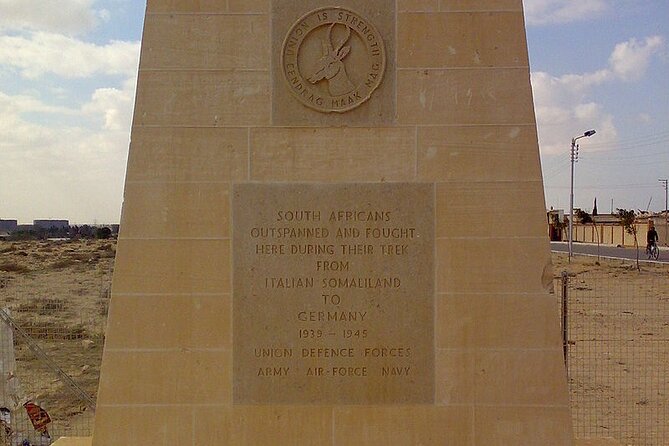 UNION IS STRENGTH
EENDRAG MAAK MAG
SOUTH AFRICANS
OUTSPANNED AND FOUGHT
HERE DURING THEIR TREK
FROM
ITALIAN SOMALILAND
TO
GERMANY
1939 – 1945
UNION DEFENCE FORCES
ARMY AIR-FORCE NAVY